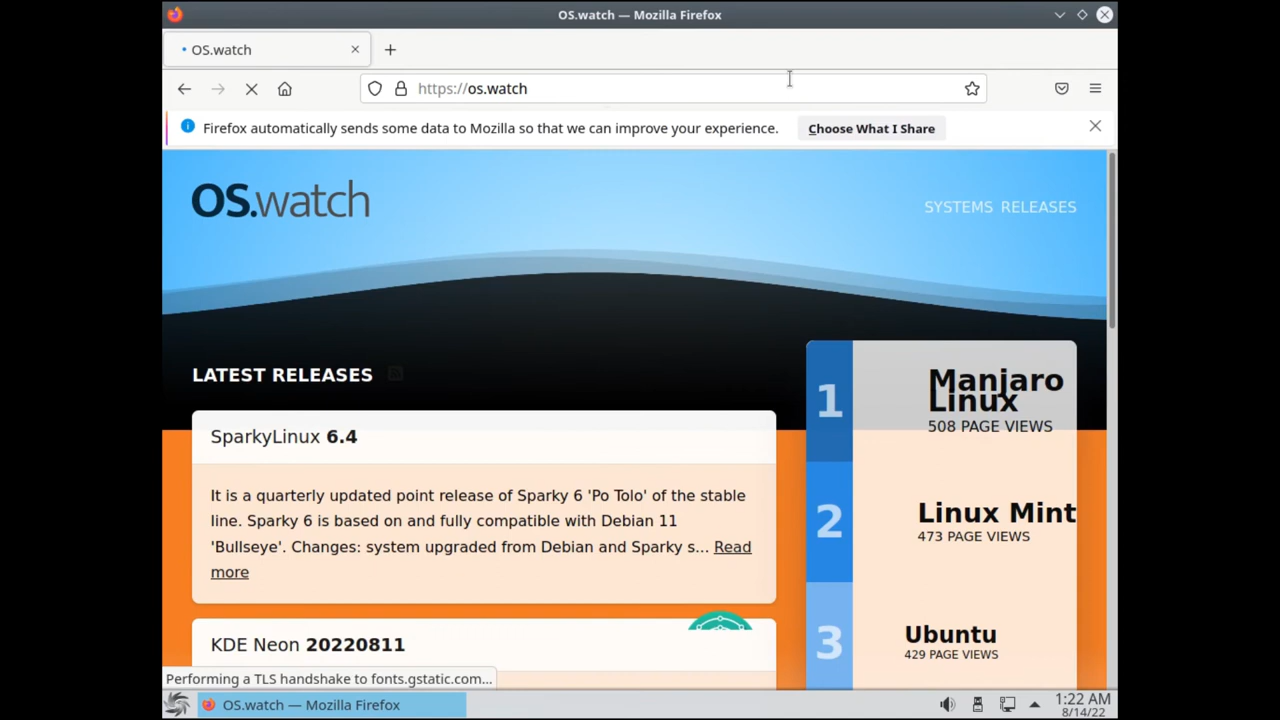 OS.watch — Mozilla Firefox
OS.watch
https://os.watch
Firefox automatically sends some data to Mozilla so that we can improve your experience. Choose What I Share
OS.watch
SYSTEMS RELEASES
LATEST RELEASES
SparkyLinux 6.4
It is a quarterly updated point release of Sparky 6 'Po Tolo' of the stable
line. Sparky 6 is based on and fully compatible with Debian 11
'Bullseye'. Changes: system upgraded from Debian and Sparky s... Read
more
KDE Neon 20220811
1
Manjaro
Linux
508 PAGE VIEWS
2
Linux Mint
473 PAGE VIEWS
3
Ubuntu
429 PAGE VIEWS
Performing a TLS handshake to fonts.gstatic.com...
OS.watch — Mozilla Firefox
1:22 AM
8/14/22